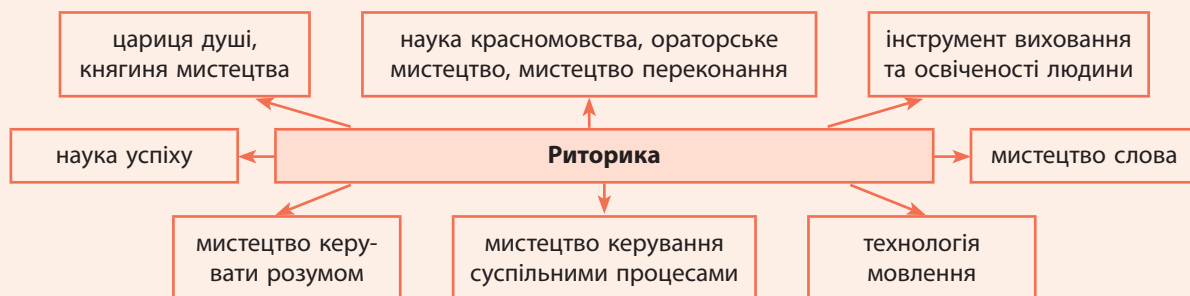 цариця душі,
княгиня мистецтва
наука красномовства, ораторське
мистецтво, мистецтво переконання
інструмент виховання
та освіченості людини
наука успіху
Риторика
мистецтво слова
мистецтво керу-
вати розумом
мистецтво керування
суспільними процесами
технологія
мовлення